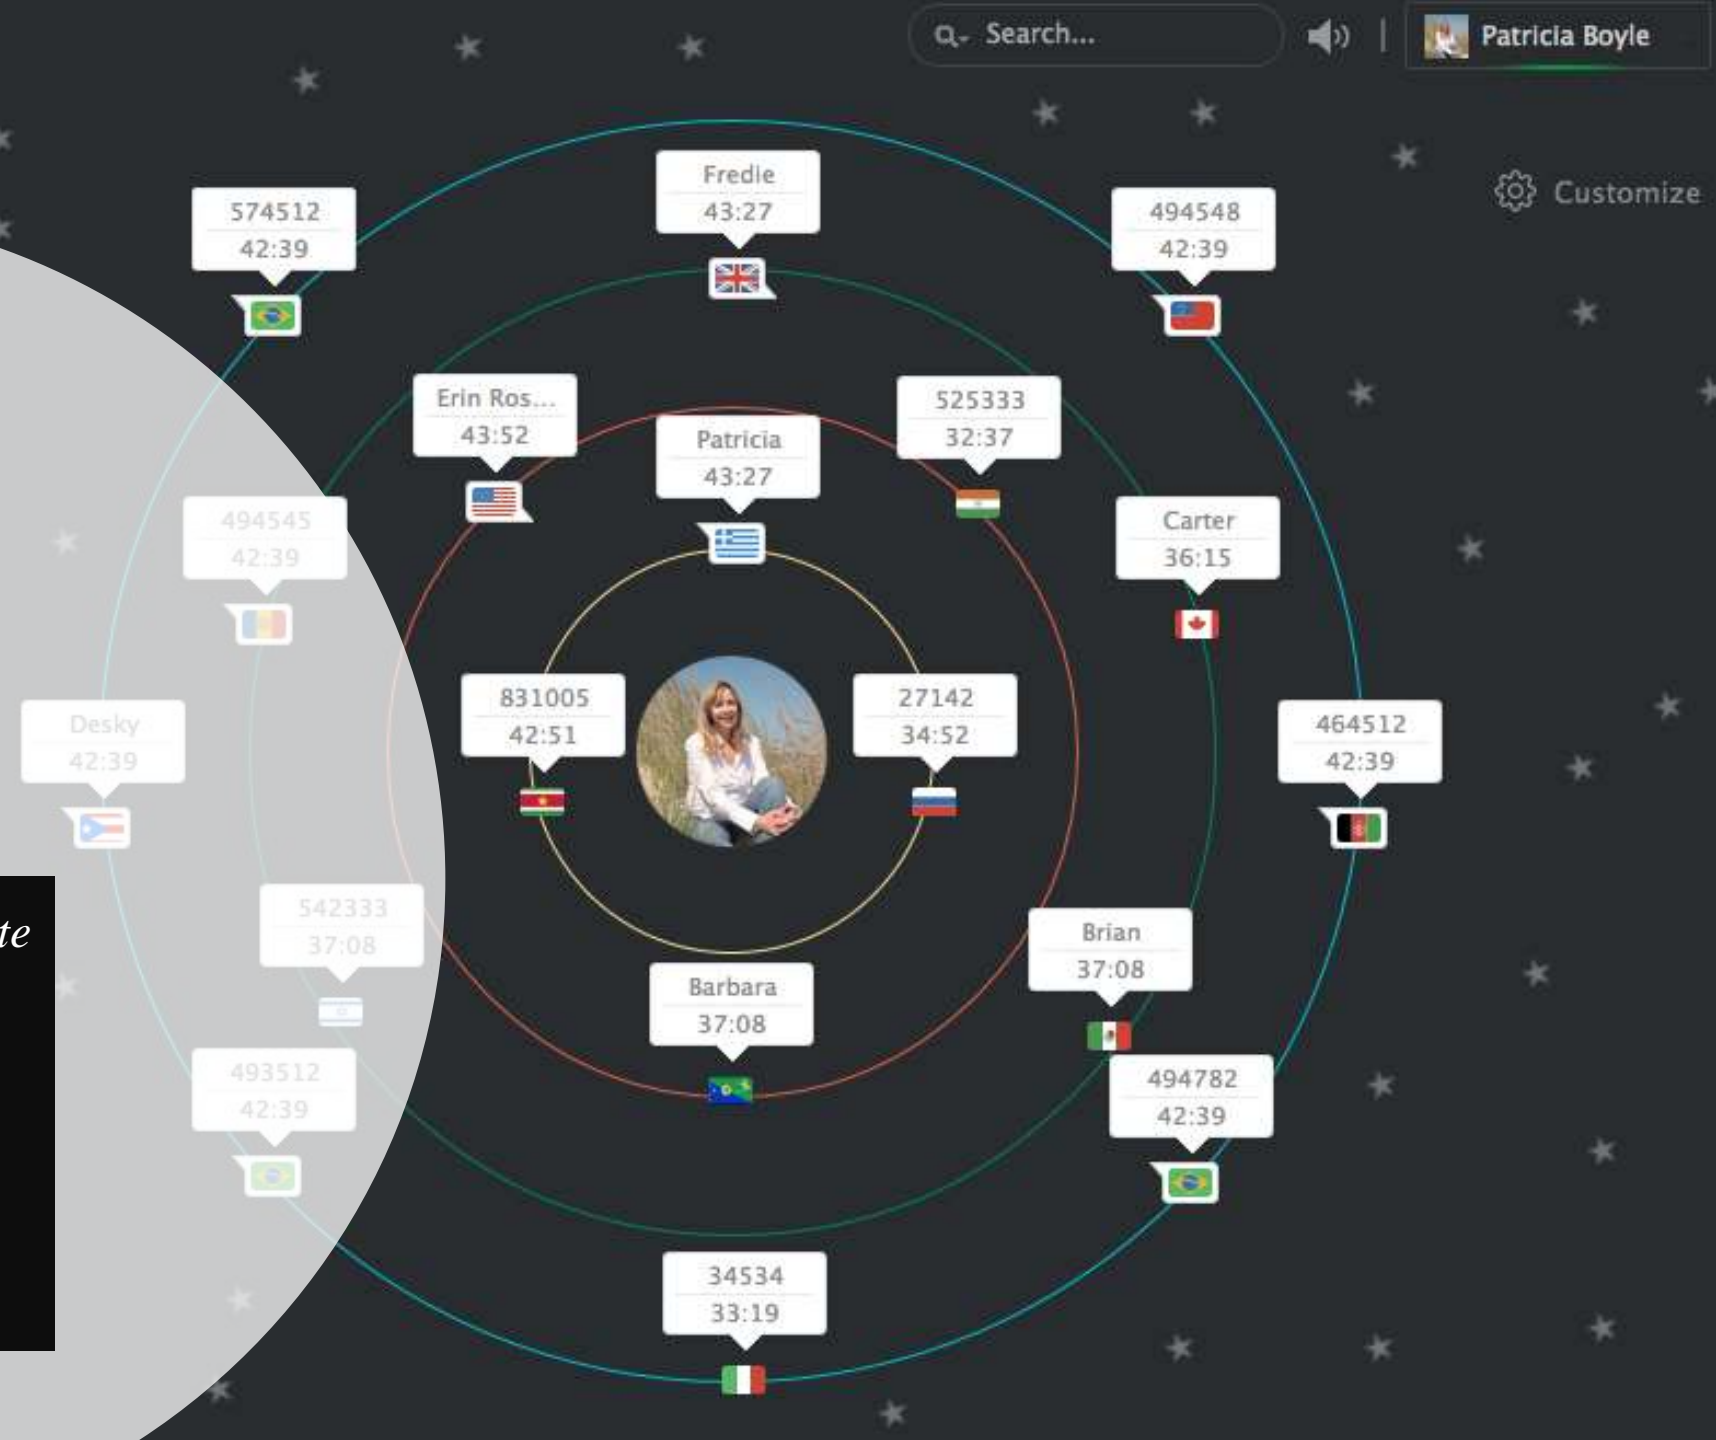 Search...
Patricia Boyle
Customize
Fredie
43:27
574512
42:39
494548
42:39
Erin Ros...
43:52
525333
32:37
Patricia
43:27
494545
42:39
Carter
36:15
831005
42:51
27142
34:52
Desky
42:39
464512
42:39
542333
37:08
Brian
37:08
te
Barbara
37:08
493512
42:39
494782
42:39
34534
33:19